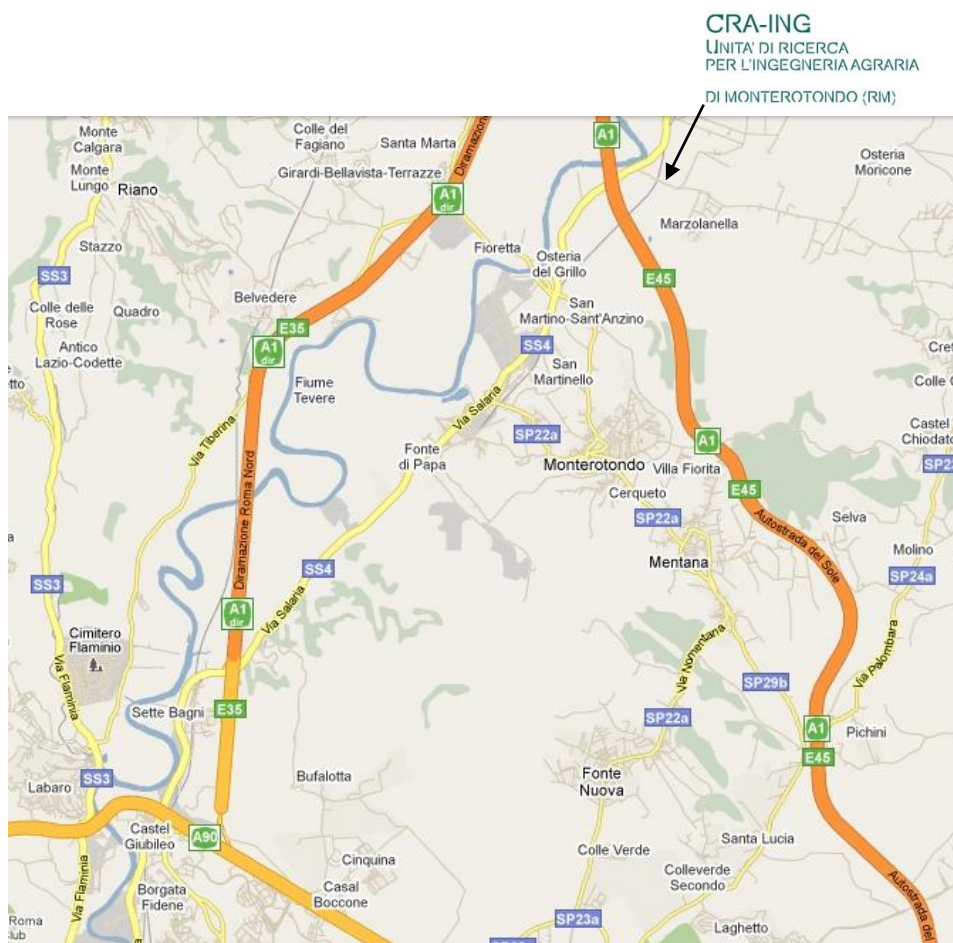 CRA-ING
UNITA' DI RICERCA
PER L'INGEGNERIA AGRARIA
DI MONTEROTONDO (RM)
Monte
Calgara
Colle del
Fagiano
Santa Marta
Diramazione
A1
Osteria
Moricone
Monte
Lungo
Riano
Girardi-Bellavista-Terrazze
A1
dir
Marzolanella
Stazzo
Fioretta
Osteria
del Grillo
SS3
E45
Colle delle
Rose
Quadro
Belvedere
San
Martino-Sant'Anzino
E35
Antico
Lazio-Codette
A1
dir
SS4
San
Martinello
Fiume
Tevere
Via Salaria
Via Tiberina
Fonte
di Papa
SP22a
Monterotondo
Villa Fiorita
A1
Castel
Chiodato
Cerqueto
E45
SP22a
Autostrada del Sole
Selva
Diramazione Roma Nord
Mentana
Molino
SS3
SS4
SP24a
A1
dir
Via Salaria
Cimitero
Flaminio
Via Flaminia
Via Nomentana
Via Palombara
SP29b
Sette Bagni
E35
SP22a
A1
Pichini
E45
Labaro
SS3
Bufalotta
Fonte
Nuova
Castel
Giubileo
A90
Santa Lucia
Colle Verde
Cinquina
Colleverde
Secondo
Via Flaminia
Borgata
Fidene
Casal
Boccone
Autostrada del
Roma
SP23a
Laghetto